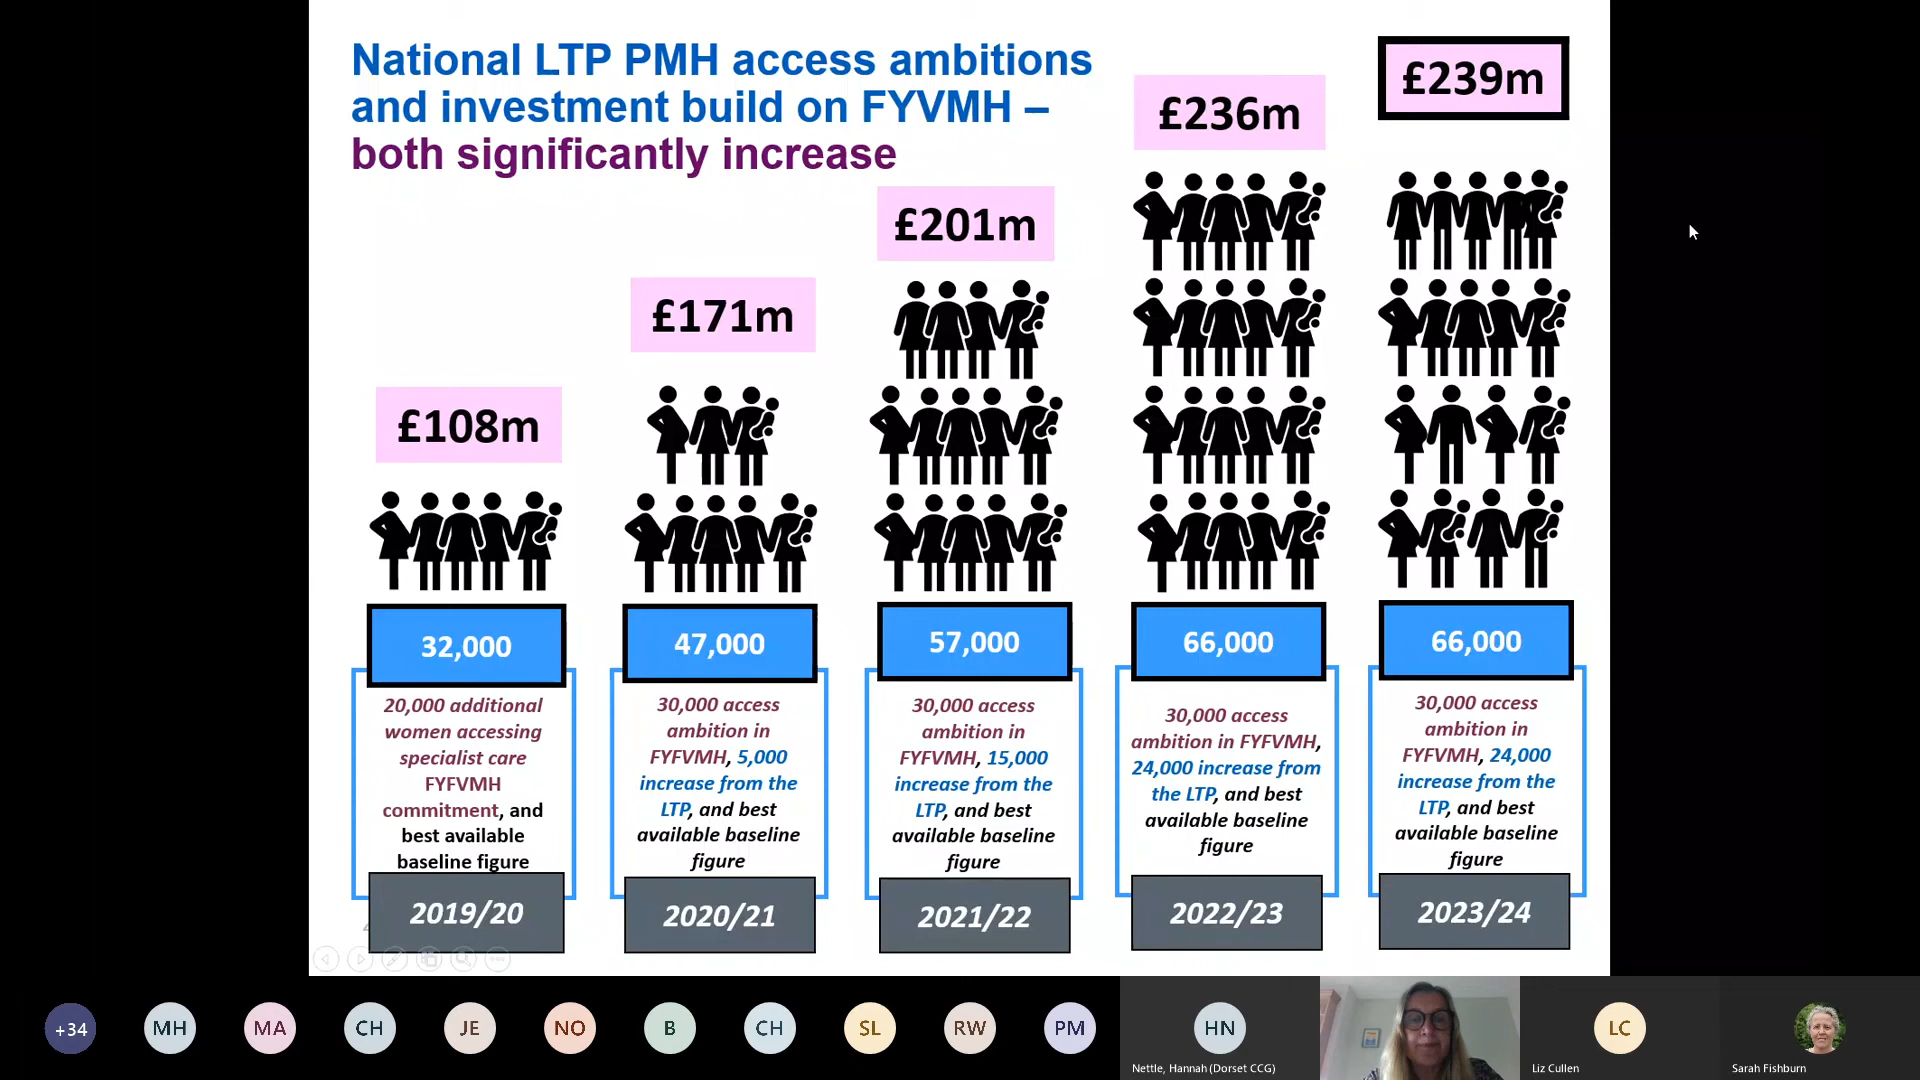 National LTP PMH access ambitions
and investment build on FYVMH –
both significantly increase
£108m
£171m
£201m
£236m
£239m
32,000
20,000 additional
women accessing
specialist care
FYFVMH
commitment, and
best available
baseline figure
2019/20
47,000
30,000 access
ambition in
FYFVMH, 5,000
increase from the
LTP, and best
available baseline
figure
2020/21
57,000
30,000 access
ambition in
FYFVMH, 15,000
increase from the
LTP, and best
available baseline
figure
2021/22
66,000
30,000 access
ambition in FYFVMH,
24,000 increase from
the LTP, and best
available baseline
figure
2022/23
66,000
30,000 access
ambition in
FYFVMH, 24,000
increase from the
LTP, and best
available baseline
figure
2023/24
+34
MH
MA
CH
JE
NO
B
CH
SL
RW
PM
HN
Nettle, Hannah (Dorset CCG)
LC
Liz Cullen
Sarah Fishburn